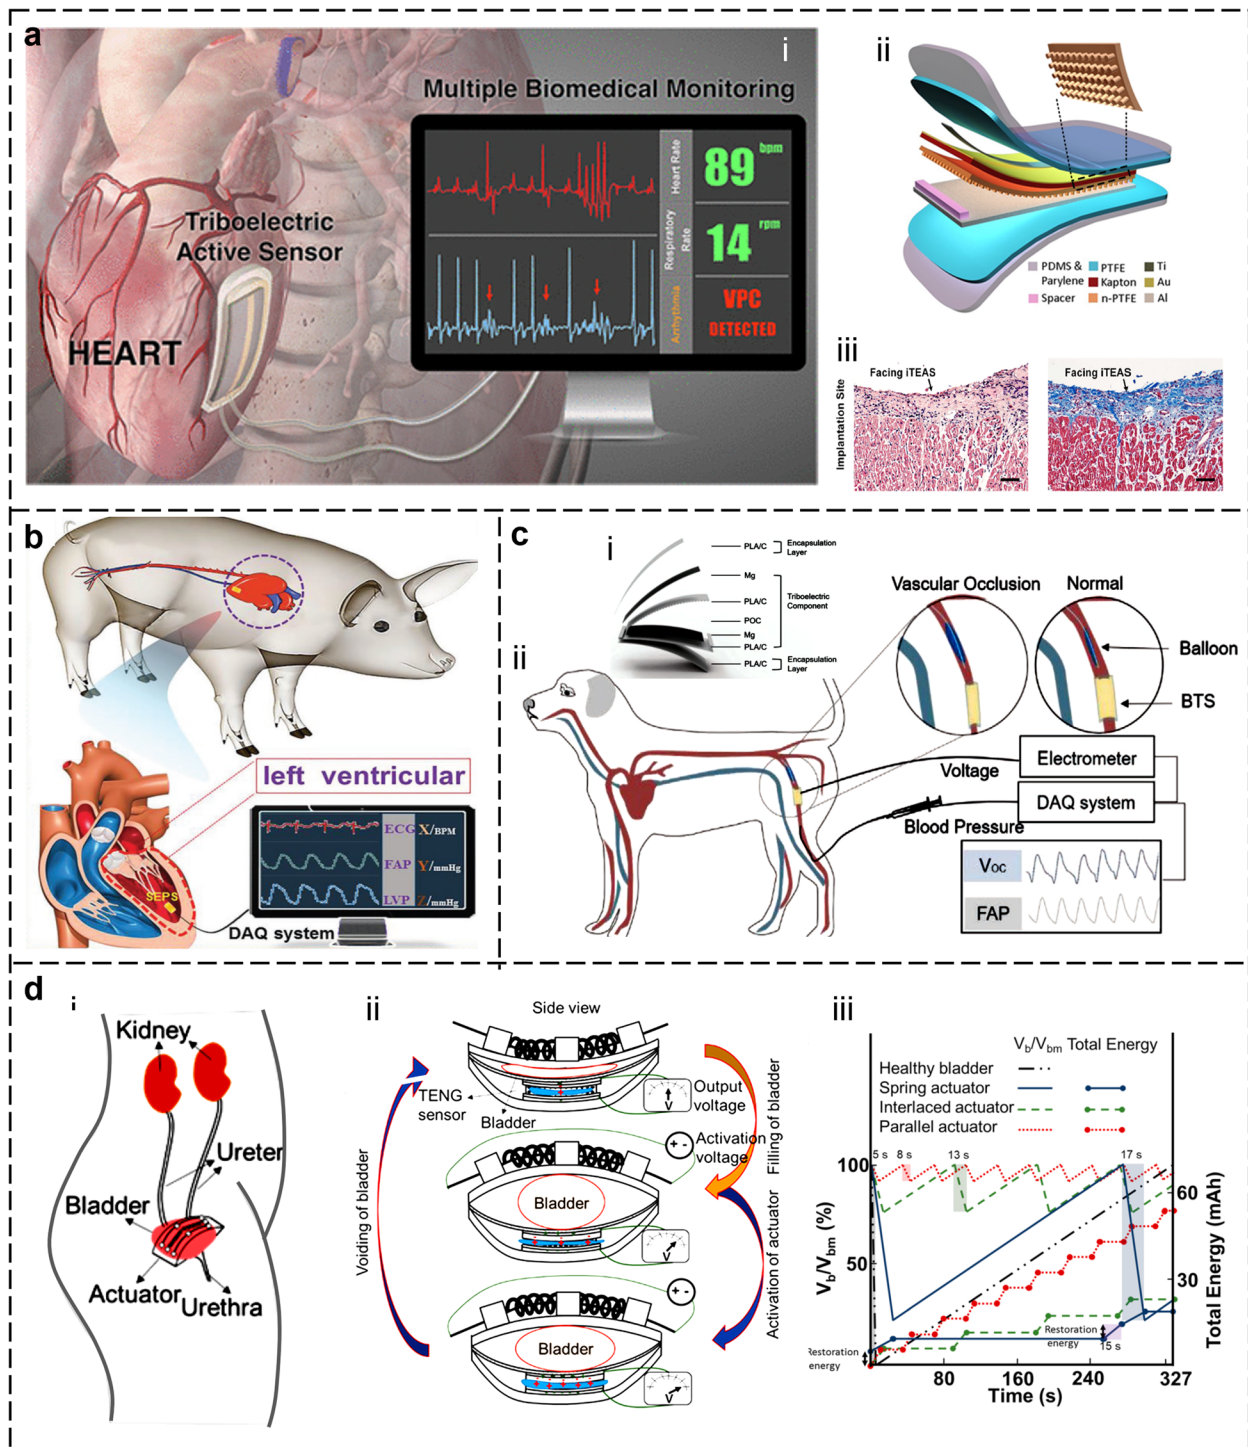 a
i
Multiple Biomedical Monitoring
Triboelectric
Active Sensor
HEART
Heart Rate
89 bpm
Respiratory
Rate
14 rpm
Arrhythmia
VPC
DETECTED
ii
PDMS &
Parylene
Spacer
PTFE
Kapton
n-PTFE
Ti
Au
Al
iii
Implantation Site
Facing iTEAS
Facing iTEAS
b
left ventricular
SEPS
ECG X/BPM
FAP Y/mmHg
LVP Z/mmHg
DAQ system
c
i
PLA/C
Encapsulation
Layer
Mg
PLA/C
Triboelectric
Component
POC
Mg
PLA/C
PLA/C
Encapsulation
Layer
ii
Vascular Occlusion
Normal
Balloon
BTS
Voltage
Electrometer
DAQ system
Blood Pressure
Voc
FAP
d
i
Kidney
Ureter
Bladder
Actuator
Urethra
ii
Side view
TENG
sensor
Bladder
Output
voltage
V
Activation
voltage
+ -
Bladder
V
+ -
Bladder
V
Voiding of bladder
Filling of bladder
Activation of actuator
iii
Vb/Vbm Total Energy
Healthy bladder
Spring actuator
Interlaced actuator
Parallel actuator
5 s 8 s 13 s 17 s
100
50
Vb/Vbm (%)
60
30
Total Energy (mAh)
Restoration
energy
Restoration
energy
15 s
80 160 240 327
Time (s)